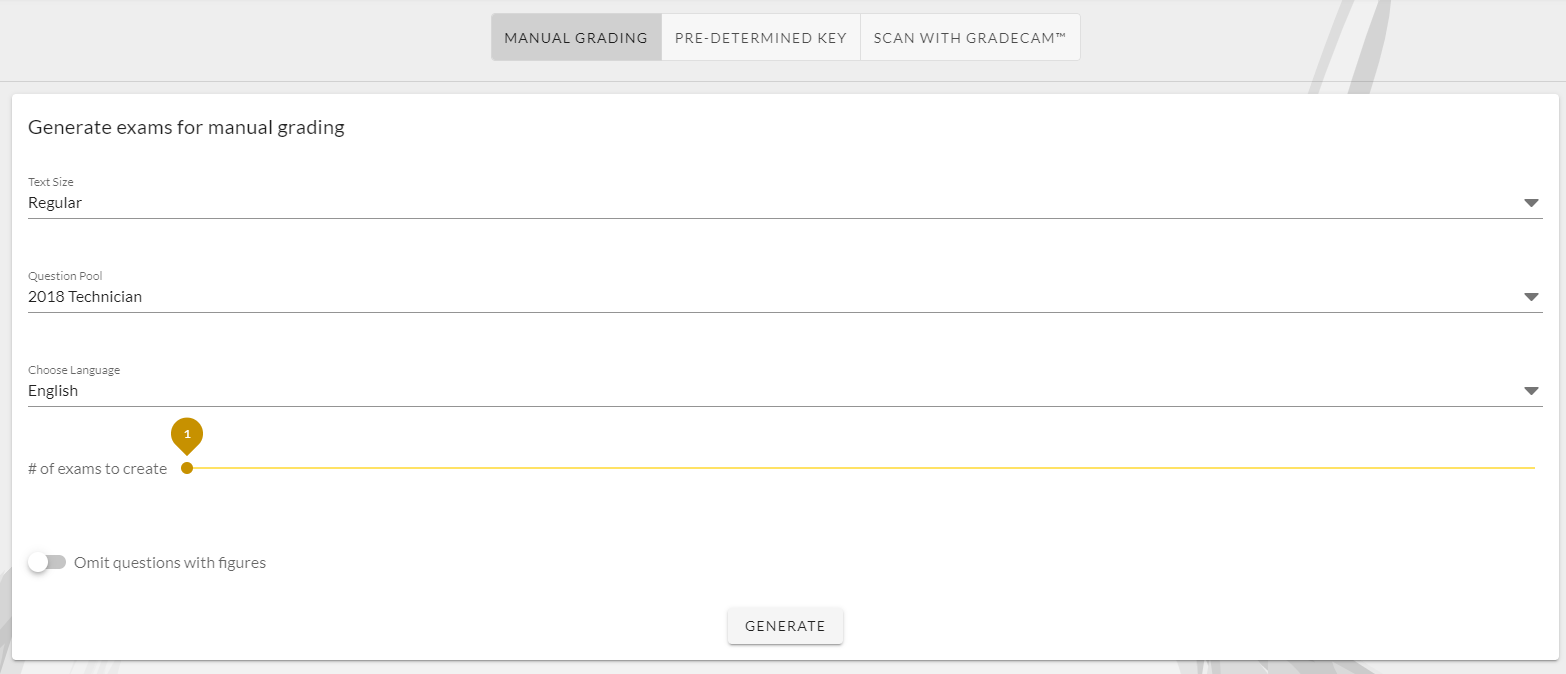 MANUAL GRADING PRE-DETERMINED KEY SCAN WITH GRADECAM™
Generate exams for manual grading
Text Size
Regular
Question Pool
2018 Technician
Choose Language
English
1
# of exams to create
Omit questions with figures
GENERATE